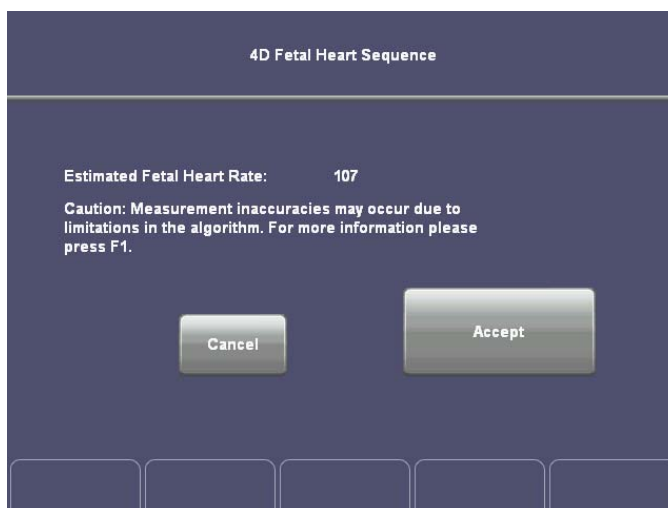 4D Fetal Heart Sequence
Estimated Fetal Heart Rate: 107
Caution: Measurement inaccuracies may occur due to
limitations in the algorithm. For more information please
press F1.
Cancel
Accept